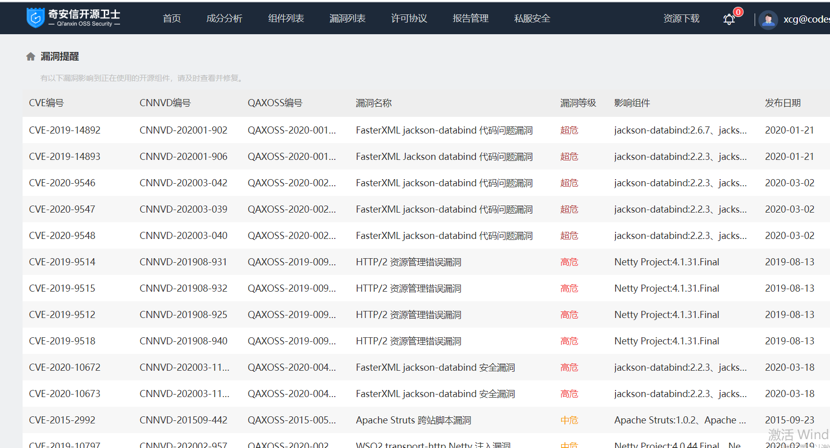 奇安信开源卫士
— Qi'anxin OSS Security —
首页 成分分析 组件列表 漏洞列表 许可协议 报告管理 私服安全 资源下载 0 xcg@codes
漏洞提醒
有以下漏洞影响到正在使用的开源组件，请及时查看并修复。
CVE编号 CNNVD编号 QAXOSS编号 漏洞名称 漏洞等级 影响组件 发布日期
CVE-2019-14892 CNNVD-202001-902 QAXOSS-2020-001... FasterXML jackson-databind 代码问题漏洞 超危 jackson-databind:2.6.7、jacks... 2020-01-21
CVE-2019-14893 CNNVD-202001-906 QAXOSS-2020-001... FasterXML Jackson databind 代码问题漏洞 超危 jackson-databind:2.2.3、jacks... 2020-01-21
CVE-2020-9546 CNNVD-202003-042 QAXOSS-2020-002... FasterXML jackson-databind 代码问题漏洞 超危 jackson-databind:2.2.3、jacks... 2020-03-02
CVE-2020-9547 CNNVD-202003-039 QAXOSS-2020-002... FasterXML jackson-databind 代码问题漏洞 超危 jackson-databind:2.2.3、jacks... 2020-03-02
CVE-2020-9548 CNNVD-202003-040 QAXOSS-2020-002... FasterXML jackson-databind 代码问题漏洞 超危 jackson-databind:2.2.3、jacks... 2020-03-02
CVE-2019-9514 CNNVD-201908-931 QAXOSS-2019-009... HTTP/2 资源管理错误漏洞 高危 Netty Project:4.1.31.Final 2019-08-13
CVE-2019-9515 CNNVD-201908-932 QAXOSS-2019-009... HTTP/2 资源管理错误漏洞 高危 Netty Project:4.1.31.Final 2019-08-13
CVE-2019-9512 CNNVD-201908-925 QAXOSS-2019-009... HTTP/2 资源管理错误漏洞 高危 Netty Project:4.1.31.Final 2019-08-13
CVE-2019-9518 CNNVD-201908-940 QAXOSS-2019-009... HTTP/2 资源管理错误漏洞 高危 Netty Project:4.1.31.Final 2019-08-13
CVE-2020-10672 CNNVD-202003-11... QAXOSS-2020-004... FasterXML jackson-databind 安全漏洞 高危 jackson-databind:2.2.3、jacks... 2020-03-18
CVE-2020-10673 CNNVD-202003-11... QAXOSS-2020-004... FasterXML jackson-databind 安全漏洞 高危 jackson-databind:2.2.3、jacks... 2020-03-18
CVE-2015-2992 CNNVD-201509-442 QAXOSS-2015-005... Apache Struts 跨站脚本漏洞 中危 Apache Struts:1.0.2、Apache ... 2015-09-23
激活 Wind
CVE-2019-10797 CNNVD-202002-957 QAXOSS-2020-002... WSO2 transport-http Netty 注入漏洞 中危 Netty Project:4.0.44.Final、Ne... 2020-02-19